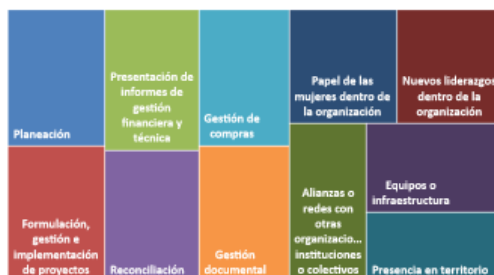 Planeación
Presentación de
informes de
gestión
financiera y
técnica
Gestión de
compras
Papel de las
mujeres dentro de
la organización
Nuevos liderazgos
dentro de la
organización
Formulación,
gestión e
implementación
de proyectos
Reconciliación
Gestión
documental
Alianzas o
redes con
otras
organizacio...
instituciones
o colectivos
Equipos o
infraestructura
Presencia en territorio